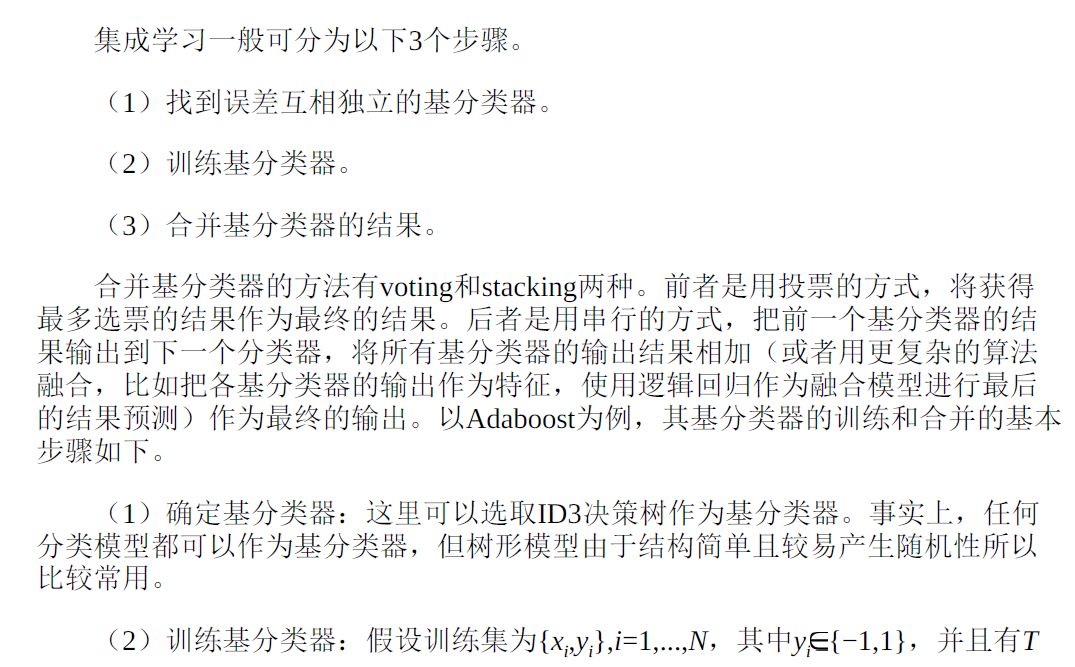 集成学习一般可分为以下3个步骤。
（1）找到误差互相独立的基分类器。
（2）训练基分类器。
（3）合并基分类器的结果。
合并基分类器的方法有voting和stacking两种。前者是用投票的方式，将获得
最多选票的结果作为最终的结果。后者是用串行的方式，把前一个基分类器的结
果输出到下一个分类器，将所有基分类器的输出结果相加（或者用更复杂的算法
融合，比如把各基分类器的输出作为特征，使用逻辑回归作为融合模型进行最后
的结果预测）作为最终的输出。以Adaboost为例，其基分类器的训练和合并的基本
步骤如下。
（1）确定基分类器：这里可以选取ID3决策树作为基分类器。事实上，任何
分类模型都可以作为基分类器，但树形模型由于结构简单且较易产生随机性所以
比较常用。
（2）训练基分类器：假设训练集为{xi,yi},i=1,...,N，其中yi∈{−1,1}，并且有T